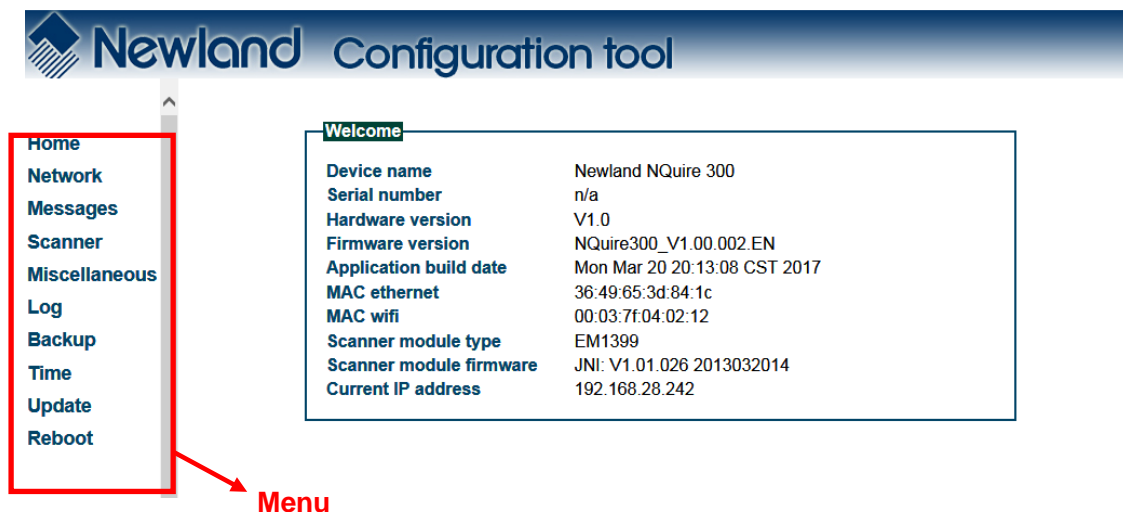 Newland Configuration tool
Home
Network
Messages
Scanner
Miscellaneous
Log
Backup
Time
Update
Reboot
Menu
Welcome
Device name Newland NQuire 300
Serial number n/a
Hardware version V1.0
Firmware version NQuire300_V1.00.002.EN
Application build date Mon Mar 20 20:13:08 CST 2017
MAC ethernet 36:49:65:3d:84:1c
MAC wifi 00:03:7f:04:02:12
Scanner module type EM1399
Scanner module firmware JNI: V1.01.026 2013032014
Current IP address 192.168.28.242